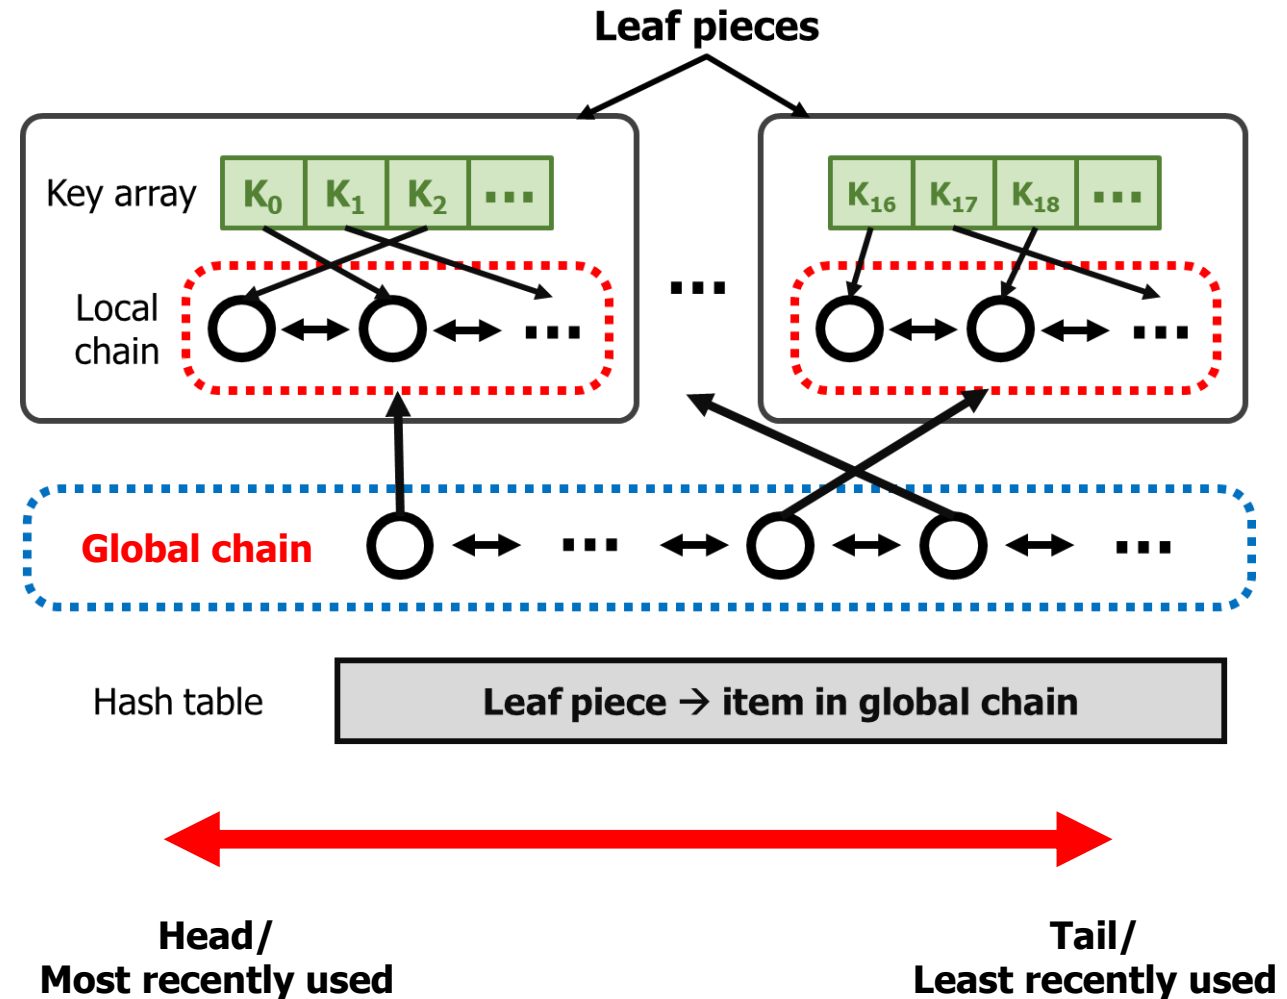 Leaf pieces
Key array
K0 K1 K2 ...
K16 K17 K18 ...
Local
chain
... ... ...
Global chain
... ...
Hash table
Leaf piece → item in global chain
Head/
Most recently used
Tail/
Least recently used